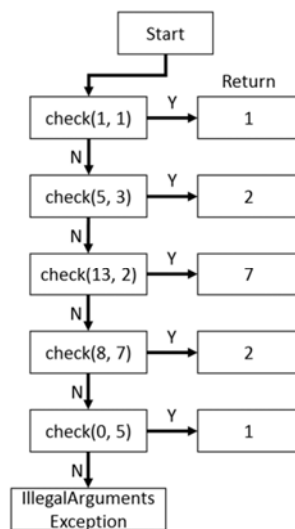 Start
Return
check(1, 1)
Y
1
N
check(5, 3)
Y
2
N
check(13, 2)
Y
7
N
check(8, 7)
Y
2
N
check(0, 5)
Y
1
N
IllegalArguments
Exception